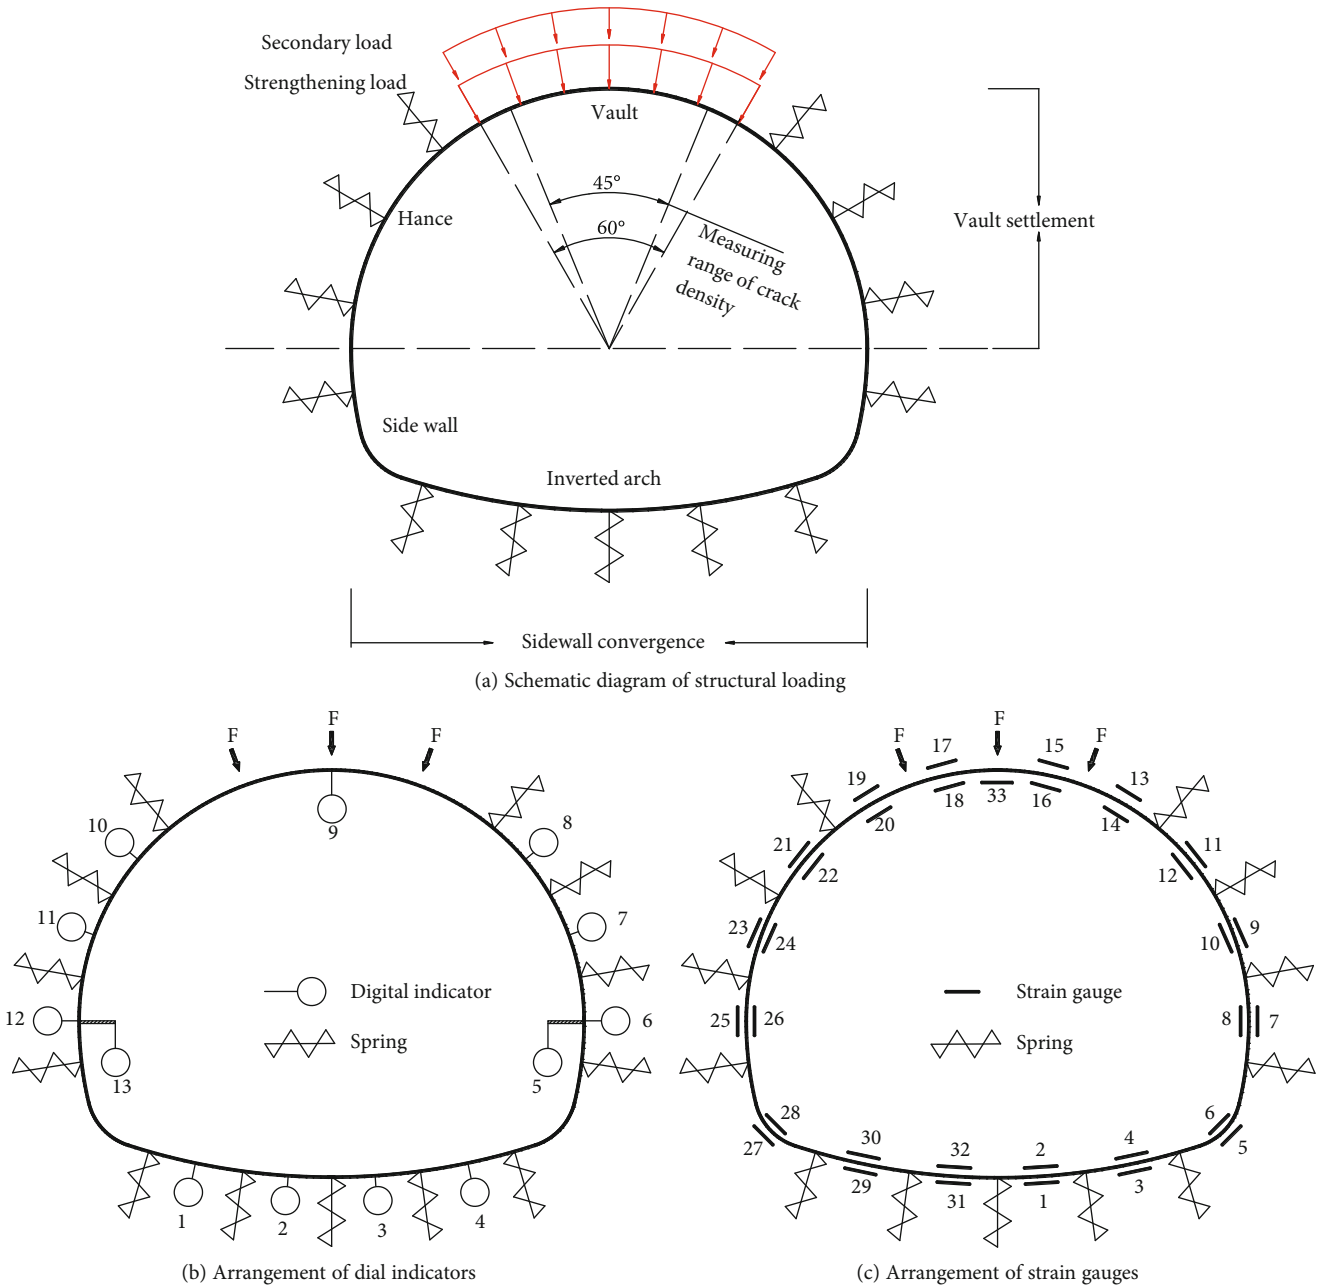 Secondary load
Strengthening load
Vault
45°
60°
Hance
Measuring
range of crack
density
Vault settlement
Side wall
Inverted arch
Sidewall convergence
(a) Schematic diagram of structural loading
F
F
F
10
9
8
11
7
12
Digital indicator
6
Spring
13
5
1
2
3
4
(b) Arrangement of dial indicators
F
F
F
17
15
19
13
18
33
16
20
14
21
11
22
12
23
9
24
10
Strain gauge
25
26
8
7
Spring
28
6
27
30
32
2
4
5
29
31
1
3
(c) Arrangement of strain gauges